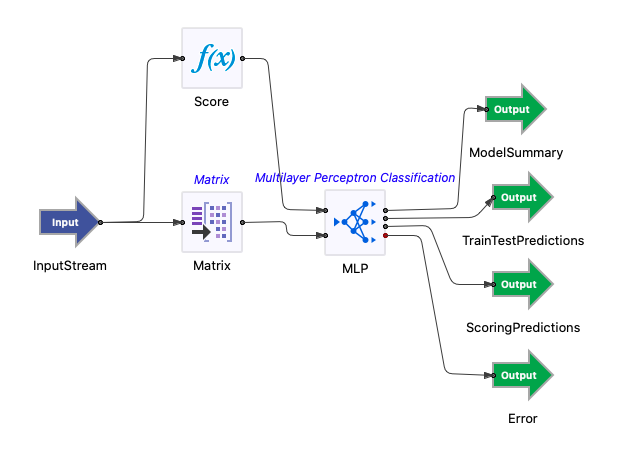 f(x)
Score
Output
ModelSummary
Matrix
Multilayer Perceptron Classification
Output
TrainTestPredictions
Input
InputStream
Matrix
MLP
Output
ScoringPredictions
Output
Error